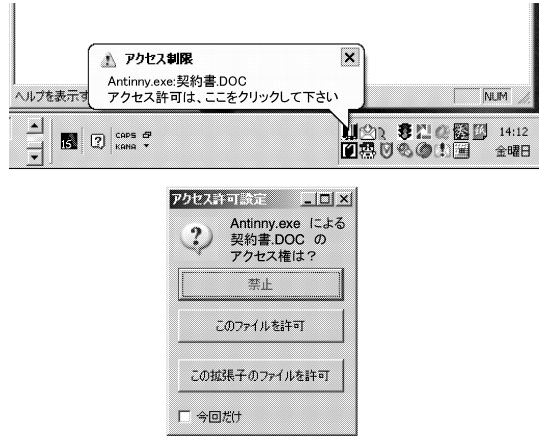 アクセス制限
Antinny.exe:契約書.DOC
アクセス許可は、ここをクリックして下さい
ヘルプを表示す
NUM
CAPS
KANA
14:12
金曜日
アクセス許可設定
Antinny.exe による
契約書.DOC の
アクセス権は？
禁止
このファイルを許可
この拡張子のファイルを許可
今回だけ